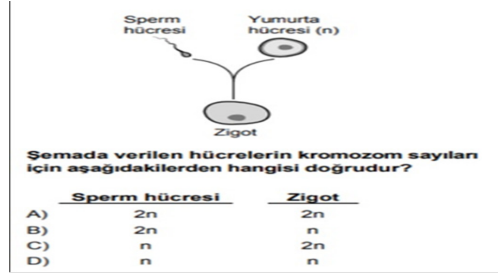 Sperm hücresi
Yumurta hücresi (n)
Zigot
Şemada verilen hücrelerin kromozom sayıları
için aşağıdakilerden hangisi doğrudur?
Sperm hücresi Zigot
A) 2n 2n
B) 2n n
C) n 2n
D) n n